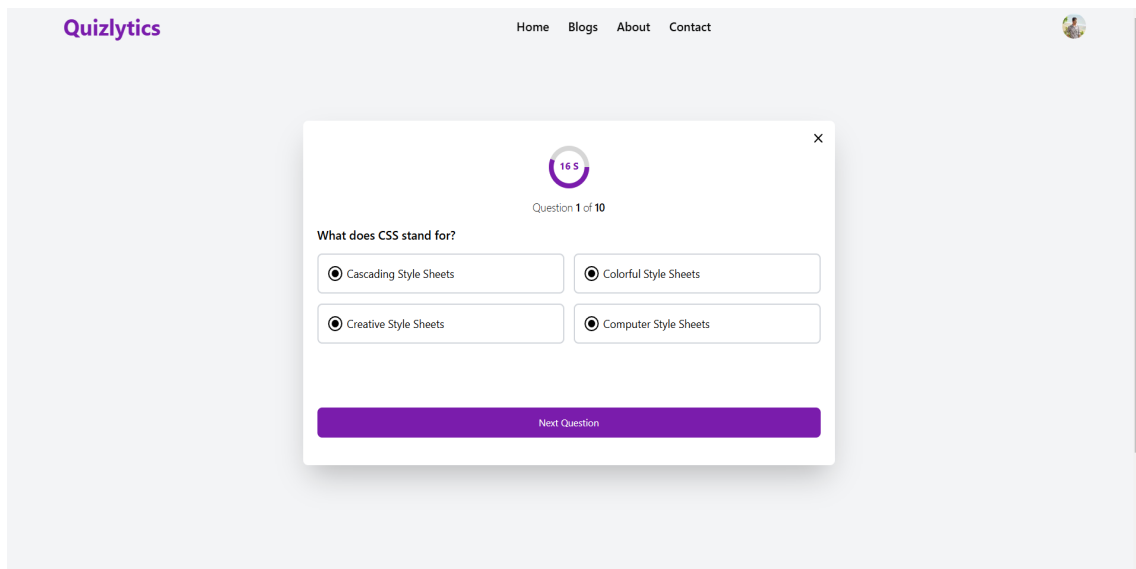 Quizlytics
Home Blogs About Contact
16 S
Question 1 of 10
What does CSS stand for?
Cascading Style Sheets
Colorful Style Sheets
Creative Style Sheets
Computer Style Sheets
Next Question